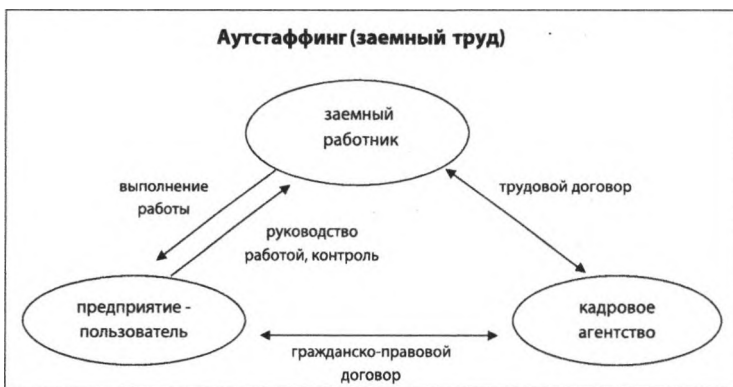 Аутстаффинг (заемный труд)
заемный
работник
выполнение
работы
трудовой договор
руководство
работой, контроль
предприятие -
пользователь
кадровое
агентство
гражданско-правовой
договор